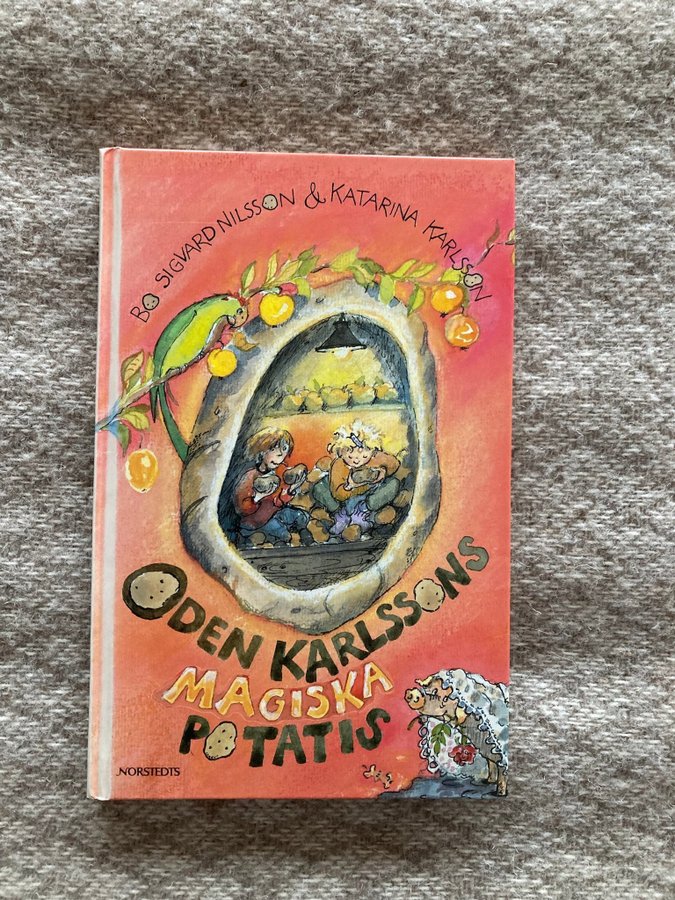 BO SIGVARD NILSSON & KATARINA KARLSSON
ODEN KARLSSONS
MAGISKA
POTATIS
NORSTEDTS